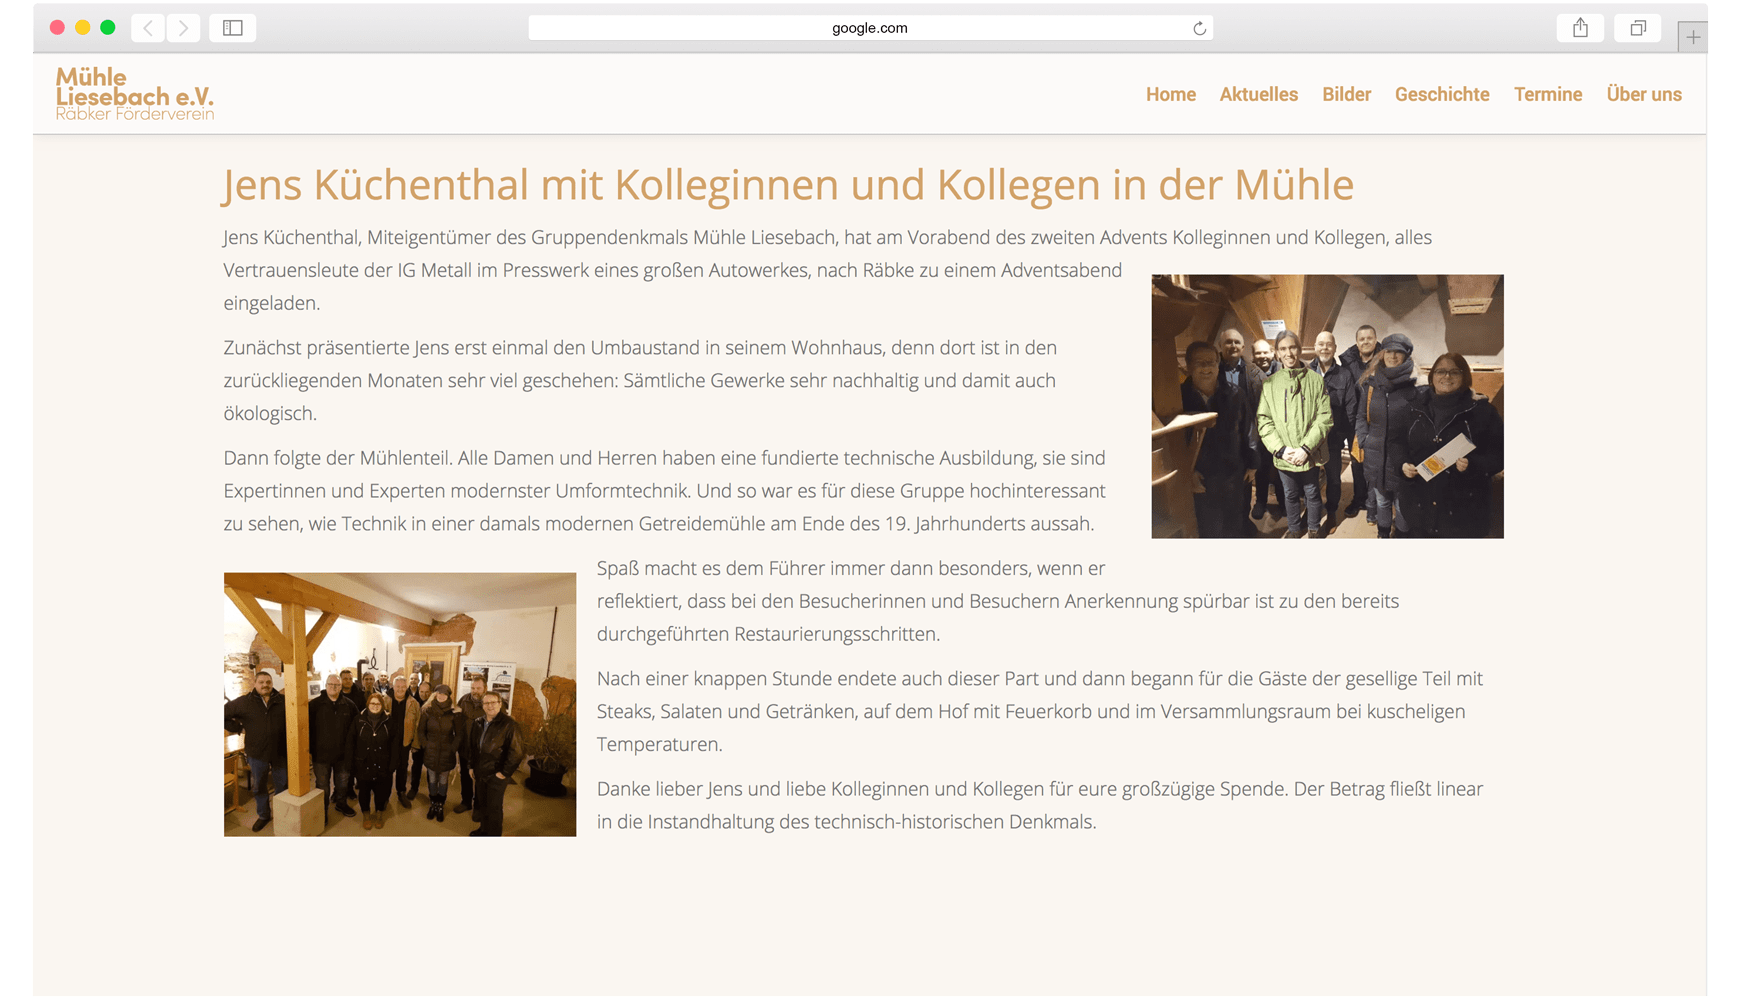 google.com
Mühle
Liesebach e.V.
Räbker Förderverein
Home Aktuelles Bilder Geschichte Termine Über uns
Jens Küchenthal mit Kolleginnen und Kollegen in der Mühle
Jens Küchenthal, Miteigentümer des Gruppendenkmals Mühle Liesebach, hat am Vorabend des zweiten Advents Kolleginnen und Kollegen, alles
Vertrauensleute der IG Metall im Presswerk eines großen Autowerkes, nach Räbke zu einem Adventsabend
eingeladen.
Zunächst präsentierte Jens erst einmal den Umbaustand in seinem Wohnhaus, denn dort ist in den
zurückliegenden Monaten sehr viel geschehen: Sämtliche Gewerke sehr nachhaltig und damit auch
ökologisch.
Dann folgte der Mühlenteil. Alle Damen und Herren haben eine fundierte technische Ausbildung, sie sind
Expertinnen und Experten modernster Umformtechnik. Und so war es für diese Gruppe hochinteressant
zu sehen, wie Technik in einer damals modernen Getreidemühle am Ende des 19. Jahrhunderts aussah.
Spaß macht es dem Führer immer dann besonders, wenn er
reflektiert, dass bei den Besucherinnen und Besuchern Anerkennung spürbar ist zu den bereits
durchgeführten Restaurierungsschritten.
Nach einer knappen Stunde endete auch dieser Part und dann begann für die Gäste der gesellige Teil mit
Steaks, Salaten und Getränken, auf dem Hof mit Feuerkorb und im Versammlungsraum bei kuscheligen
Temperaturen.
Danke lieber Jens und liebe Kolleginnen und Kollegen für eure großzügige Spende. Der Betrag fließt linear
in die Instandhaltung des technisch-historischen Denkmals.